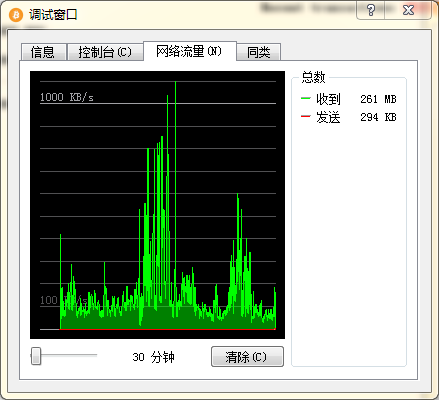 调试窗口
信息 控制台(C) 网络流量(N) 同类
1000 KB/s
100
总数
收到 261 MB
发送 294 KB
30 分钟 清除(C)